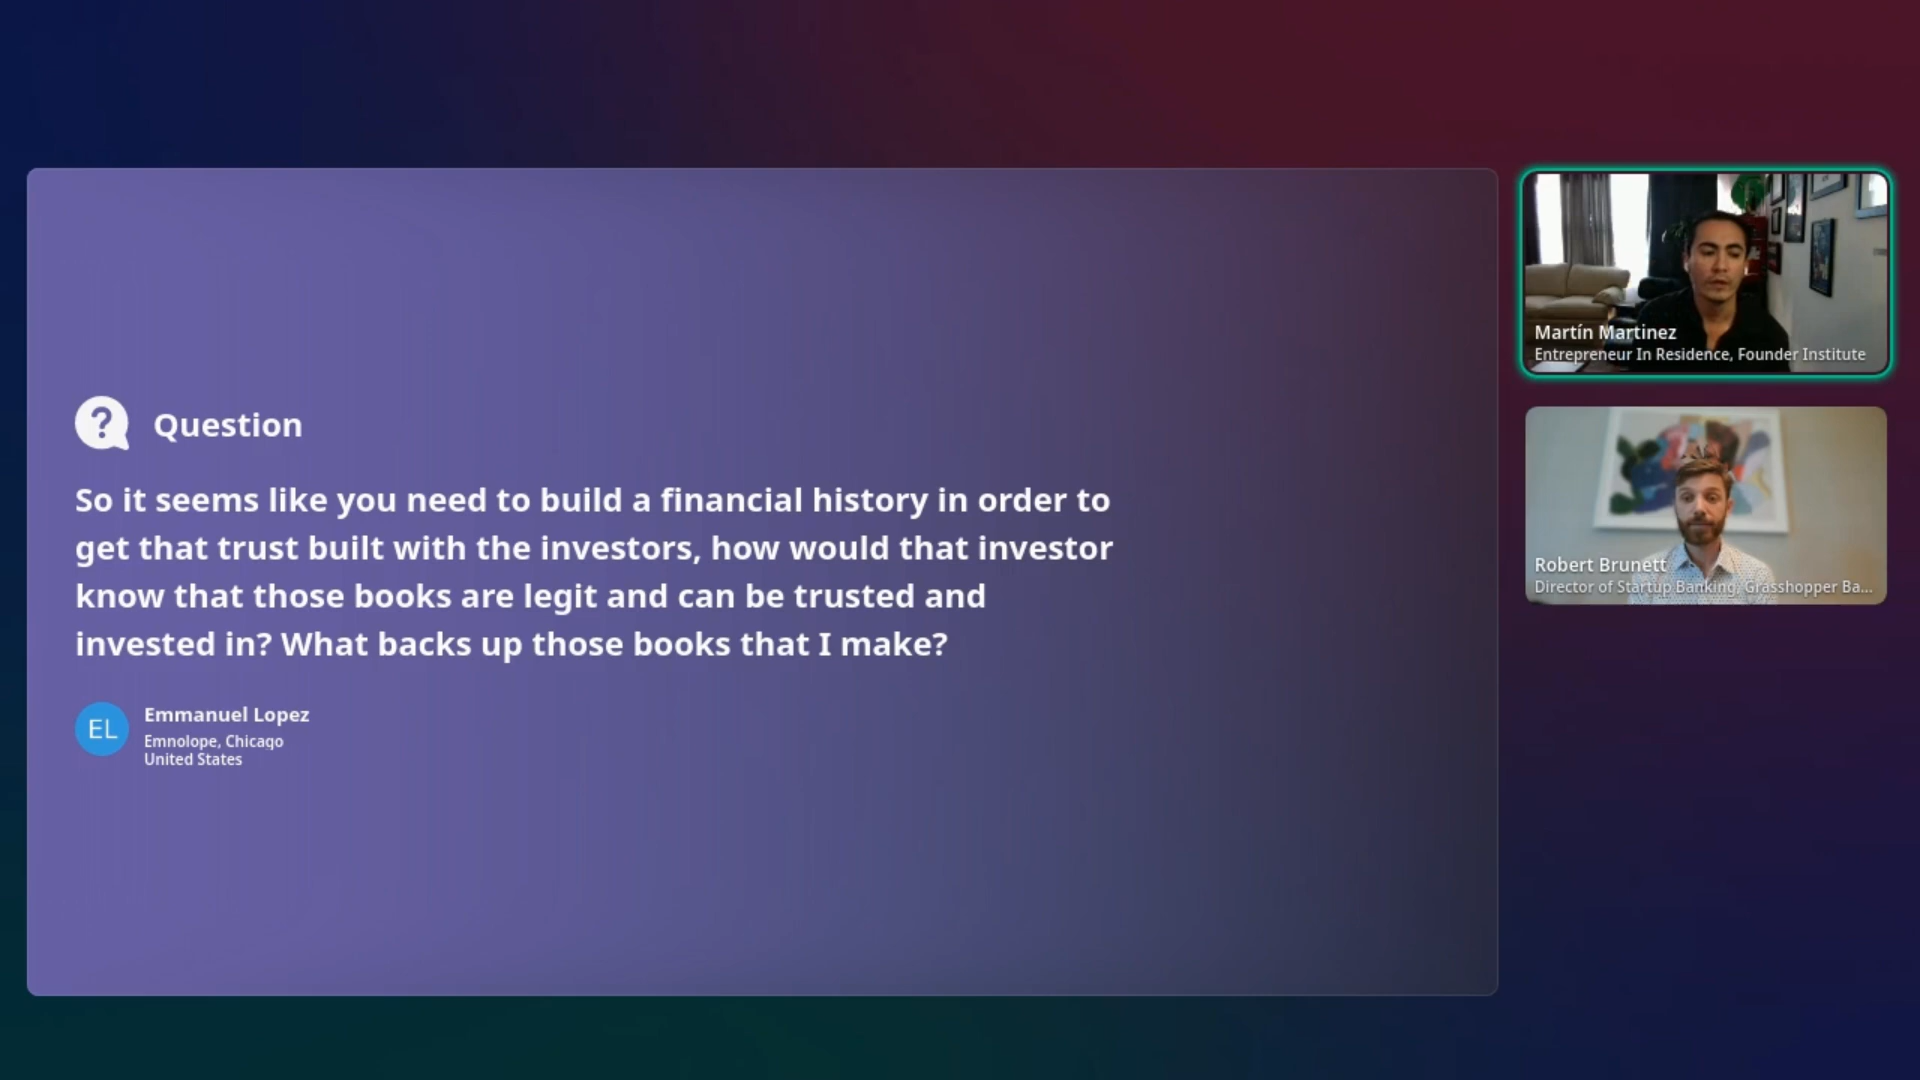 Question
So it seems like you need to build a financial history in order to
get that trust built with the investors, how would that investor
know that those books are legit and can be trusted and
invested in? What backs up those books that I make?
EL
Emmanuel Lopez
Emnolope, Chicago
United States
Martín Martinez
Entrepreneur In Residence, Founder Institute
Robert Brunett
Director of Startup Banking, Grasshopper Ba...